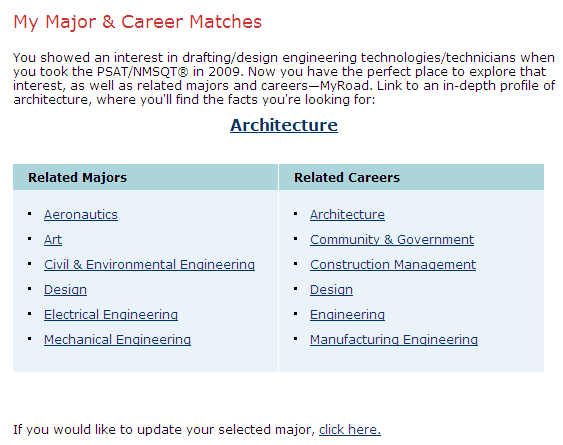 My Major & Career Matches
You showed an interest in drafting/design engineering technologies/technicians when
you took the PSAT/NMSQT® in 2009. Now you have the perfect place to explore that
interest, as well as related majors and careers—MyRoad. Link to an in-depth profile of
architecture, where you'll find the facts you're looking for:
Architecture
Related Majors
Aeronautics
Art
Civil & Environmental Engineering
Design
Electrical Engineering
Mechanical Engineering
Related Careers
Architecture
Community & Government
Construction Management
Design
Engineering
Manufacturing Engineering
If you would like to update your selected major, click here.